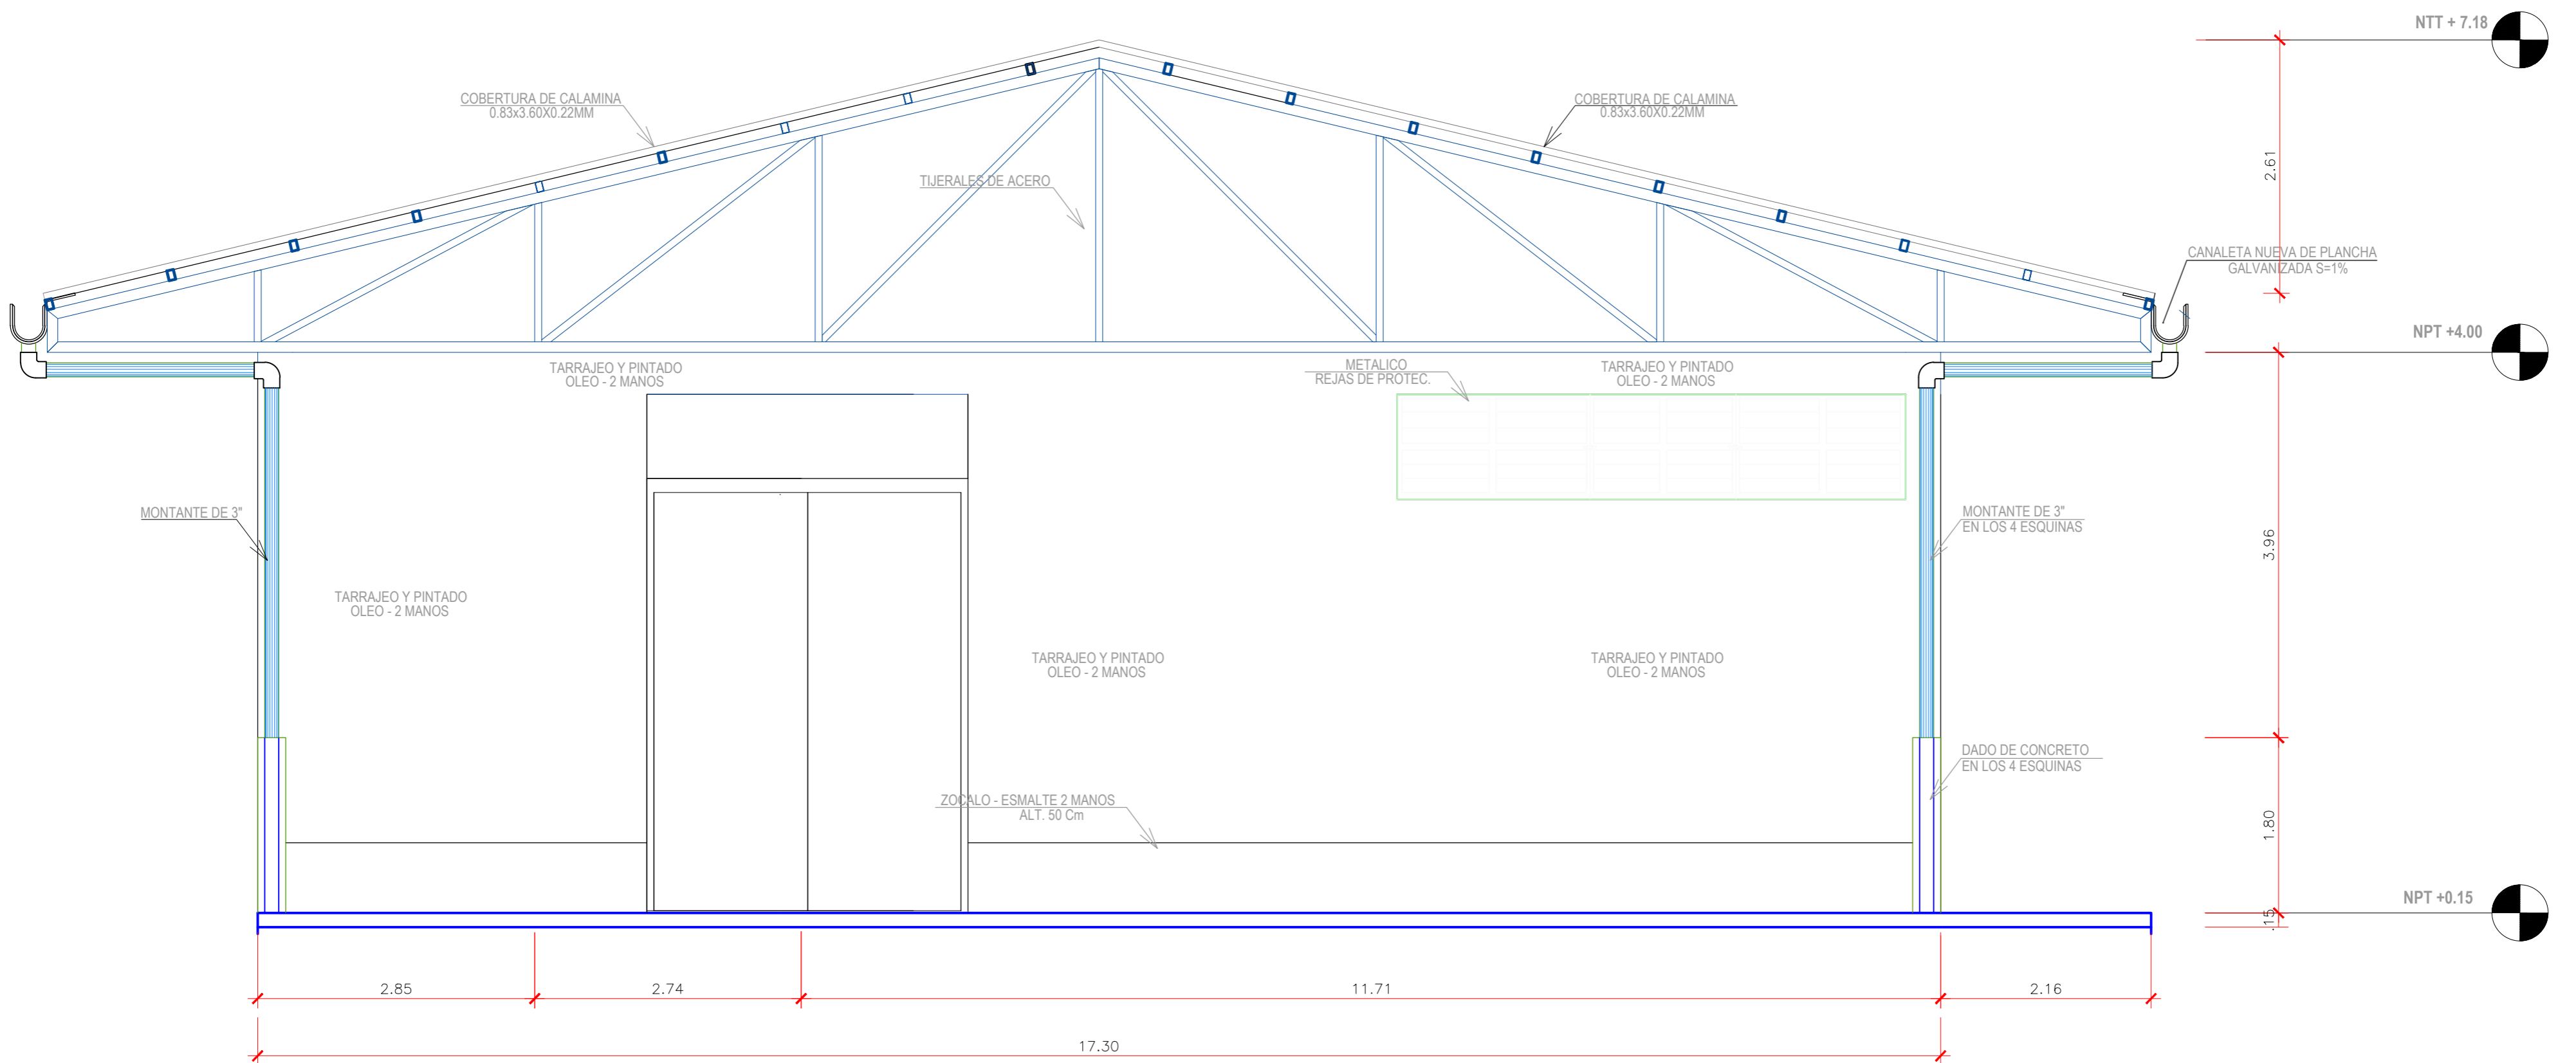 NTT + 7.18
COBERTURA DE CALAMINA
0.83x3.60X0.22MM
COBERTURA DE CALAMINA
0.83x3.60X0.22MM
2.61
TIJERALES DE ACERO
CANALETA NUEVA DE PLANCHA
GALVANIZADA S=1%
NPT +4.00
TARRAJEO Y PINTADO
OLEO - 2 MANOS
METALICO
REJAS DE PROTEC.
TARRAJEO Y PINTADO
OLEO - 2 MANOS
MONTANTE DE 3"
MONTANTE DE 3"
EN LOS 4 ESQUINAS
3.96
TARRAJEO Y PINTADO
OLEO - 2 MANOS
TARRAJEO Y PINTADO
OLEO - 2 MANOS
TARRAJEO Y PINTADO
OLEO - 2 MANOS
DADO DE CONCRETO
EN LOS 4 ESQUINAS
ZOCALO - ESMALTE 2 MANOS
ALT. 50 Cm
1.80
NPT +0.15
.15
2.85
2.74
11.71
2.16
17.30